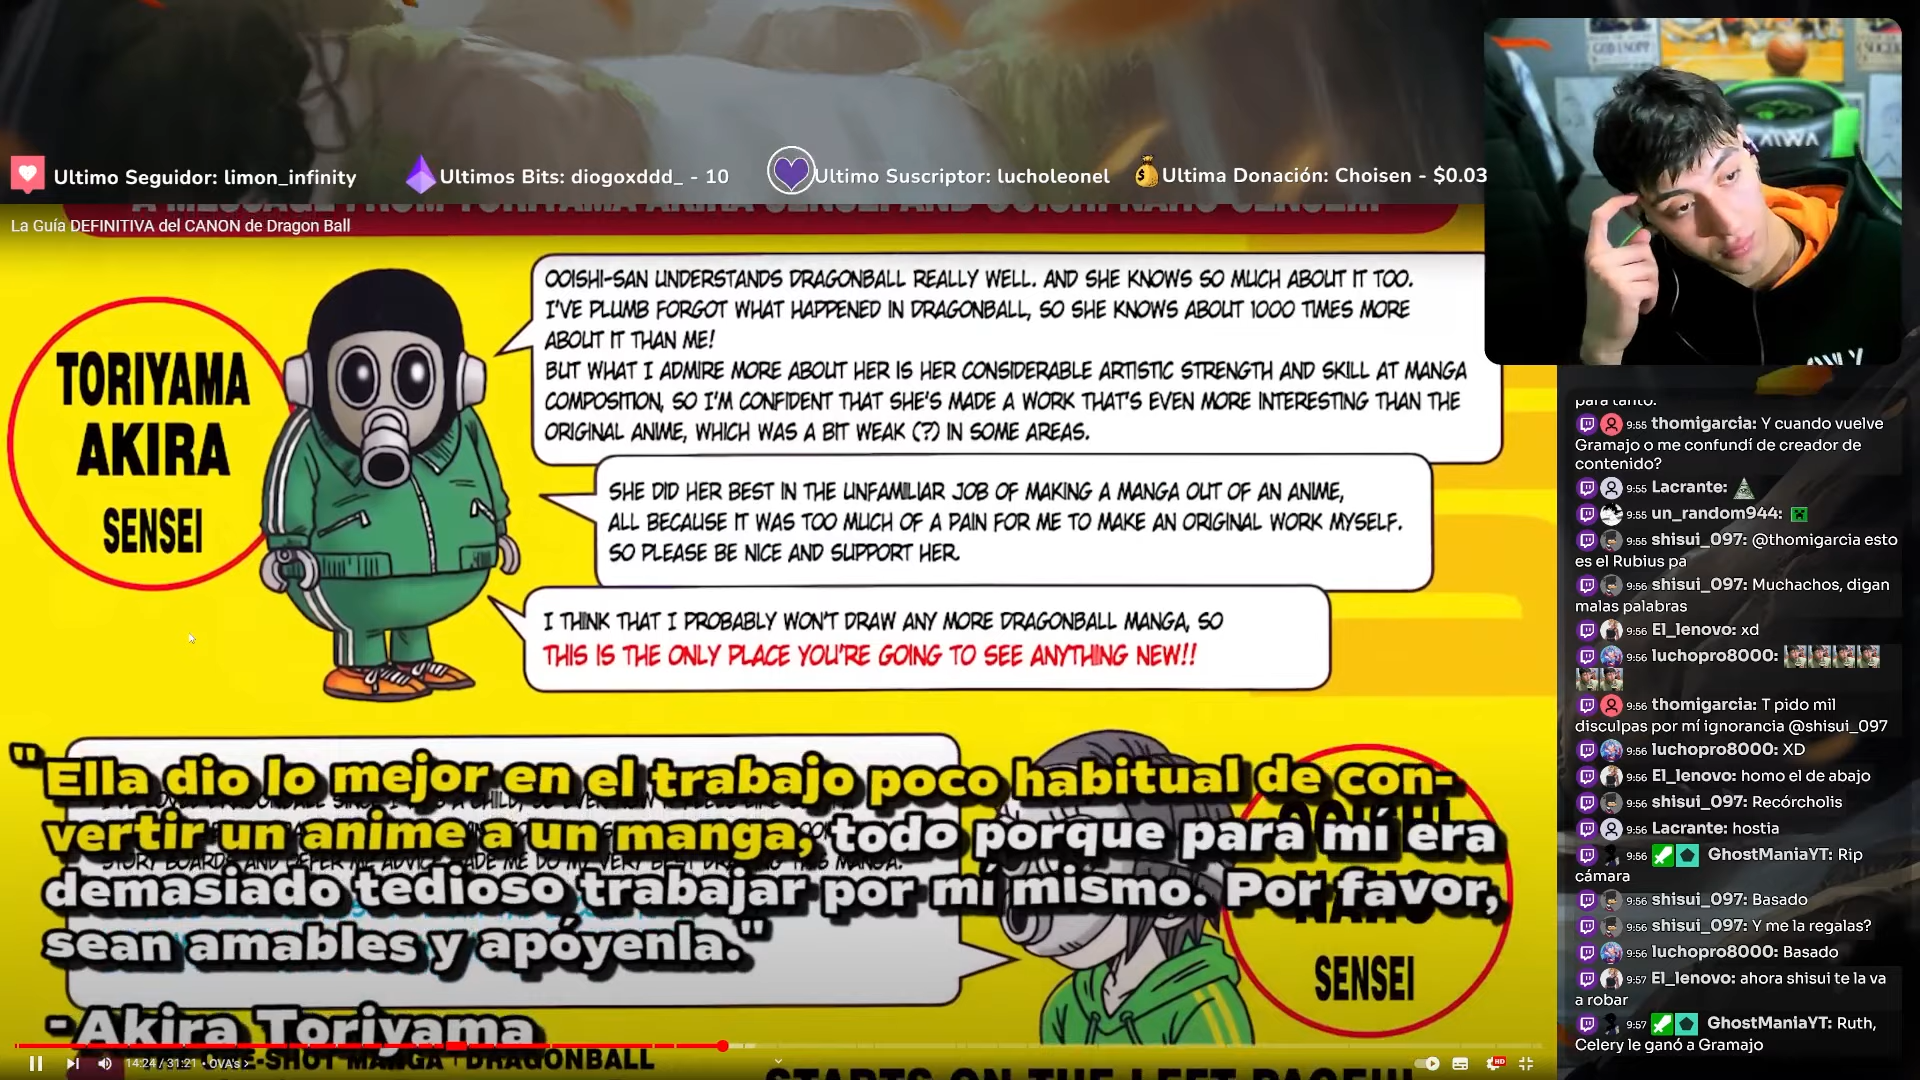 Ultimo Seguidor: limon_infinity
Ultimos Bits: diogoxddd_ - 10
Ultimo Suscriptor: lucholeonel
Ultima Donación: Choisen - $0.03
La Guía DEFINITIVA del CANON de Dragon Ball
TORIYAMA
AKIRA
SENSEI
OOISHI-SAN UNDERSTANDS DRAGONBALL REALLY WELL. AND SHE KNOWS SO MUCH ABOUT IT TOO.
I'VE PLUMB FORGOT WHAT HAPPENED IN DRAGONBALL, SO SHE KNOWS ABOUT 1000 TIMES MORE
ABOUT IT THAN ME!
BUT WHAT I ADMIRE MORE ABOUT HER IS HER CONSIDERABLE ARTISTIC STRENGTH AND SKILL AT MANGA
COMPOSITION, SO I'M CONFIDENT THAT SHE'S MADE A WORK THAT'S EVEN MORE INTERESTING THAN THE
ORIGINAL ANIME, WHICH WAS A BIT WEAK (?) IN SOME AREAS.
SHE DID HER BEST IN THE UNFAMILIAR JOB OF MAKING A MANGA OUT OF AN ANIME,
ALL BECAUSE IT WAS TOO MUCH OF A PAIN FOR ME TO MAKE AN ORIGINAL WORK MYSELF.
SO PLEASE BE NICE AND SUPPORT HER.
I THINK THAT I PROBABLY WON'T DRAW ANY MORE DRAGONBALL MANGA, SO
THIS IS THE ONLY PLACE YOU'RE GOING TO SEE ANYTHING NEW!!
"Ella dio lo mejor en el trabajo poco habitual de con-
vertir un anime a un manga, todo porque para mí era
demasiado tedioso trabajar por mí mismo. Por favor,
sean amables y apóyenla."
-Akira Toriyama
SENSEI
E-SHOT MANGA DRAGONBALL
STARTS ON THE LEFT PAGE!!!
14:24 / 31:21 • OVA's >
HD
AIWA
ONLY
para tanto.
9:55 thomigarcia: Y cuando vuelve
Gramajo o me confundí de creador de
contenido?
9:55 Lacrante:
9:55 un_random944:
9:55 shisui_097: @thomigarcia esto
es el Rubius pa
9:56 shisui_097: Muchachos, digan
malas palabras
9:56 El_lenovo: xd
9:56 luchopro8000:
9:56 thomigarcia: T pido mil
disculpas por mí ignorancia @shisui_097
9:56 luchopro8000: XD
9:56 El_lenovo: homo el de abajo
9:56 shisui_097: Recórcholis
9:56 Lacrante: hostia
9:56 GhostManiaYT: Rip
cámara
9:56 shisui_097: Basado
9:56 shisui_097: Y me la regalas?
9:56 luchopro8000: Basado
9:57 El_lenovo: ahora shisui te la va
a robar
9:57 GhostManiaYT: Ruth,
Celery le ganó a Gramajo